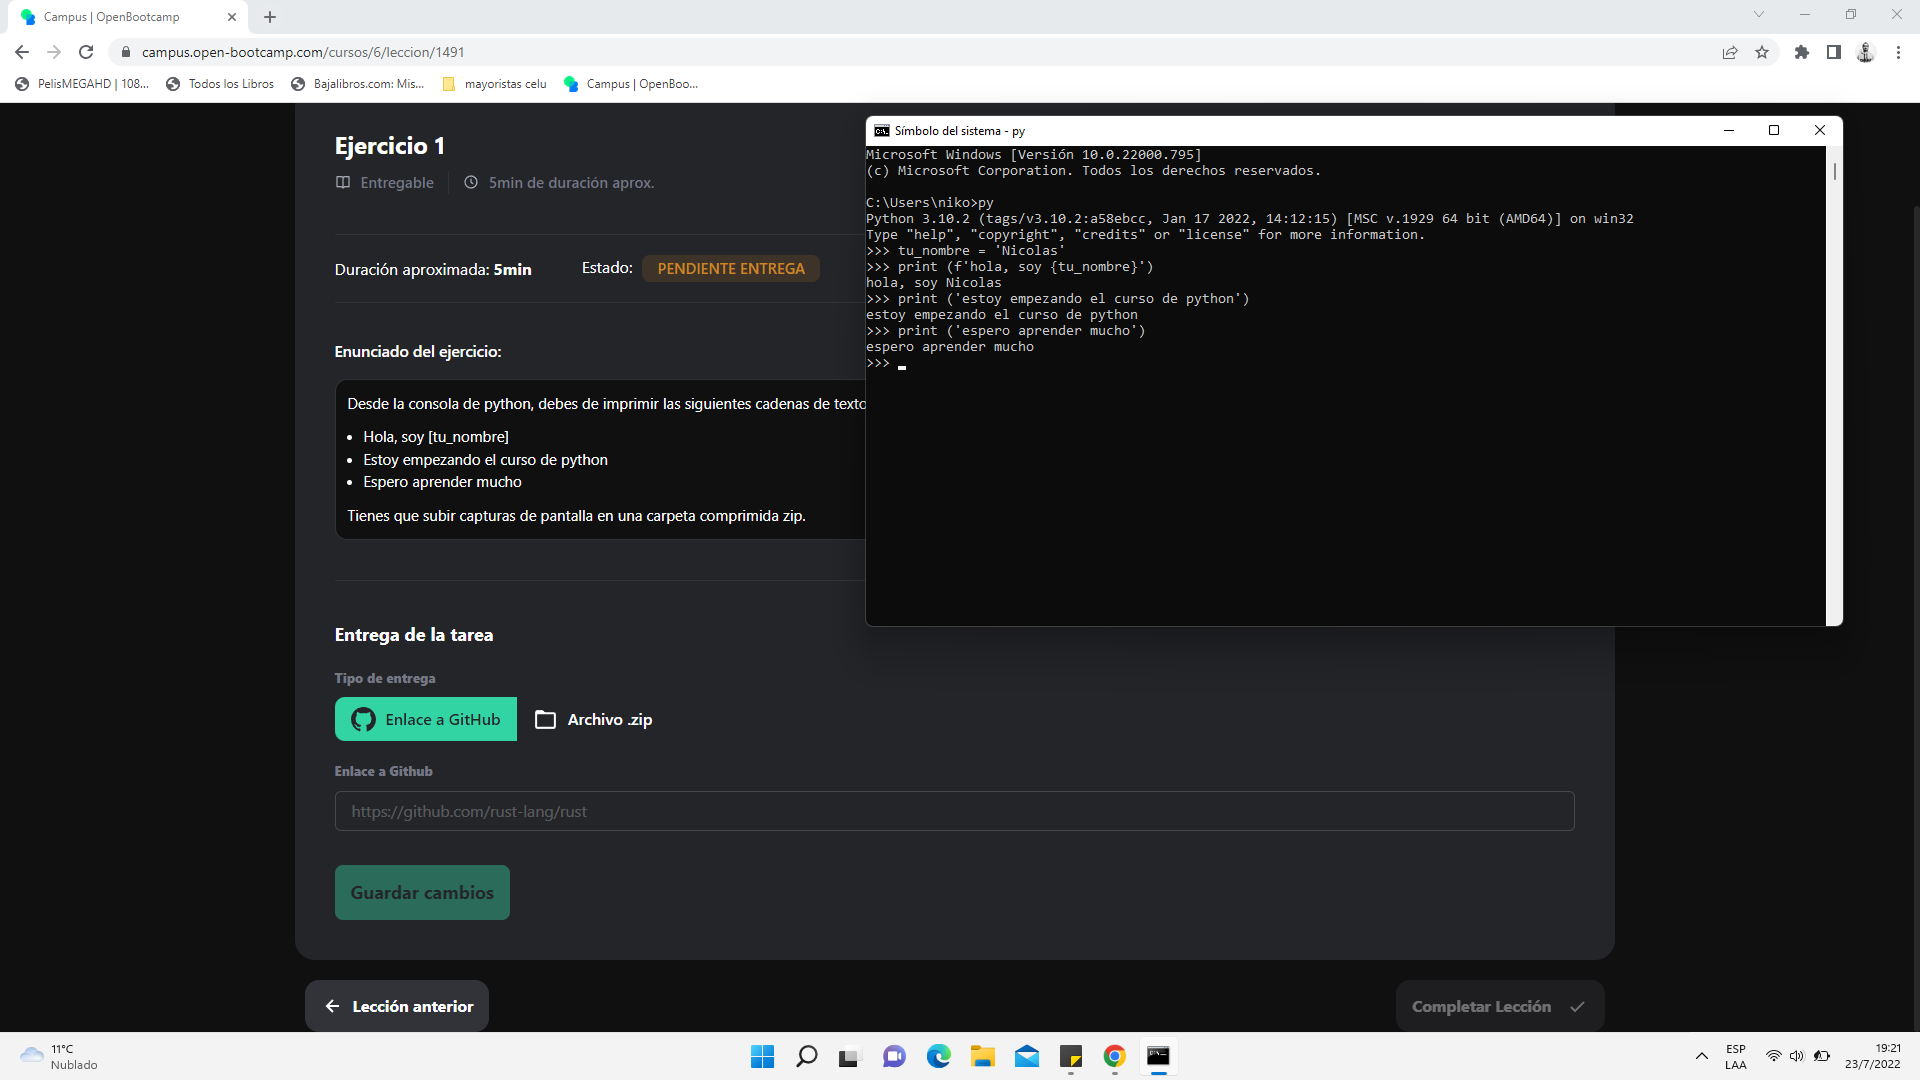 Campus | OpenBootcamp
campus.open-bootcamp.com/cursos/6/leccion/1491
PelisMEGAHD | 108...
Todos los Libros
Bajalibros.com: Mis...
mayoristas celu
Campus | OpenBoo...
Ejercicio 1
Entregable
5min de duración aprox.
Duración aproximada: 5min
Estado: PENDIENTE ENTREGA
Enunciado del ejercicio:
Desde la consola de python, debes de imprimir las siguientes cadenas de texto
• Hola, soy [tu_nombre]
• Estoy empezando el curso de python
• Espero aprender mucho
Tienes que subir capturas de pantalla en una carpeta comprimida zip.
Entrega de la tarea
Tipo de entrega
Enlace a GitHub
Archivo .zip
Enlace a Github
https://github.com/rust-lang/rust
Guardar cambios
Lección anterior
Completar Lección
Símbolo del sistema - py
Microsoft Windows [Versión 10.0.22000.795]
(c) Microsoft Corporation. Todos los derechos reservados.
C:\Users\niko>py
Python 3.10.2 (tags/v3.10.2:a58ebcc, Jan 17 2022, 14:12:15) [MSC v.1929 64 bit (AMD64)] on win32
Type "help", "copyright", "credits" or "license" for more information.
>>> tu_nombre = 'Nicolas'
>>> print (f'hola, soy {tu_nombre}')
hola, soy Nicolas
>>> print ('estoy empezando el curso de python')
estoy empezando el curso de python
>>> print ('espero aprender mucho')
espero aprender mucho
>>>
11°C
Nublado
ESP
LAA
19:21
23/7/2022